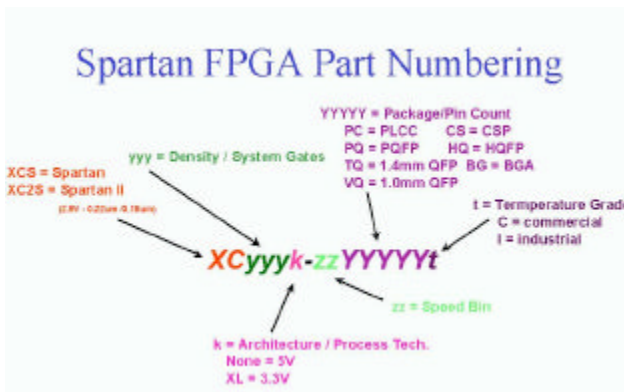 Spartan FPGA Part Numbering
YYYYY = Package/Pin Count
PC = PLCC CS = CSP
PQ = PQFP HQ = HQFP
TQ = 1.4mm QFP BG = BGA
VQ = 1.0mm QFP
yyy = Density / System Gates
XCS = Spartan
XC2S = Spartan II
t = Termperature Grade
C = commercial
I = industrial
XCyyyk-zzYYYYYt
zz = Speed Bin
k = Architecture / Process Tech.
None = 5V
XL = 3.3V